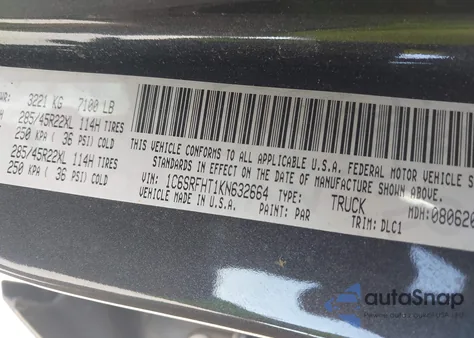 3221 KG 7100 LB
285/45R22XL 114H TIRES
250 KPA ( 36 PSI) COLD
285/45R22XL 114H TIRES
250 KPA ( 36 PSI) COLD
THIS VEHICLE CONFORMS TO ALL APPLICABLE U.S.A. FEDERAL MOTOR VEHICLE
IN EFFECT ON THE DATE OF MANUFACTURE SHOWN ABOVE.
VIN: 1C6SRFHT1KN632664 TYPE: TRUCK MDH: 080620
MADE IN U.S.A. PAINT: PAR TRIM: DLC1
autoSnap